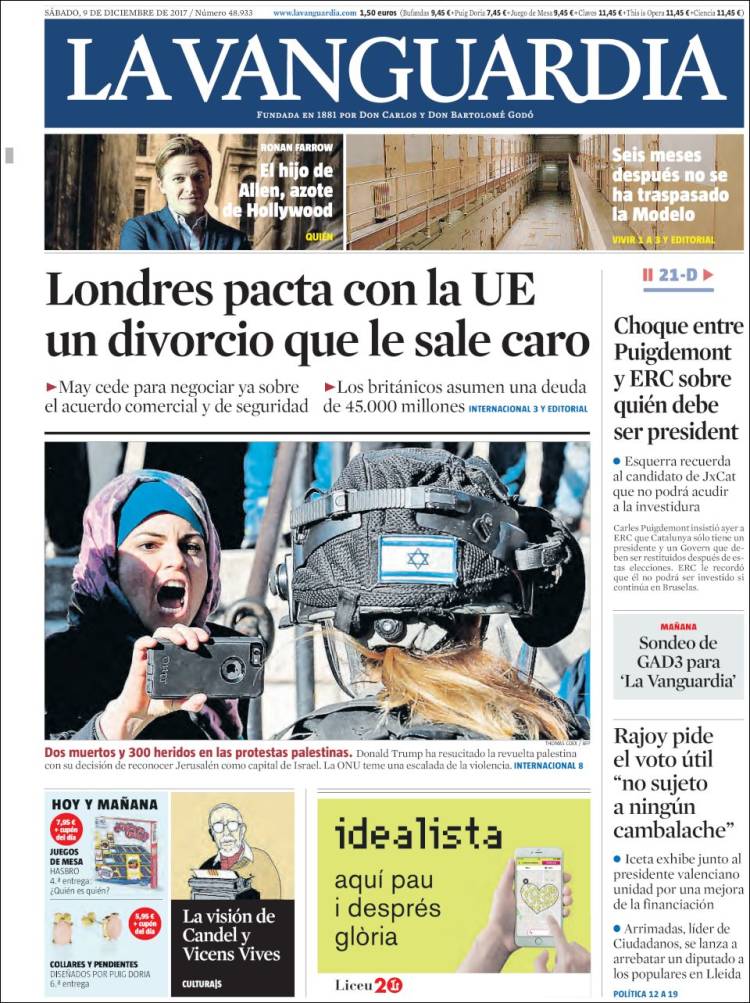 SÁBADO, 9 DE DICIEMBRE DE 2017 / Número 48.933
www.lavanguardia.com 1,50 euros (Bufandas 9,45 €+Puig Doria 7,45 €+Juego de Mesa 9,45 €+Claves 11,45 €+This is Opera 11,45 €+Ciencia 11,45 €)
LA VANGUARDIA
FUNDADA EN 1881 POR DON CARLOS Y DON BARTOLOMÉ GODÓ
RONAN FARROW
El hijo de
Allen, azote
de Hollywood
QUIÉN
Seis meses
después no se
ha traspasado
la Modelo
VIVIR 1 A 3 Y EDITORIAL
Londres pacta con la UE
un divorcio que le sale caro
May cede para negociar ya sobre
el acuerdo comercial y de seguridad
Los británicos asumen una deuda
de 45.000 millones INTERNACIONAL 3 Y EDITORIAL
THOMAS COEX / AFP
Dos muertos y 300 heridos en las protestas palestinas. Donald Trump ha resucitado la revuelta palestina
con su decisión de reconocer Jerusalén como capital de Israel. La ONU teme una escalada de la violencia. INTERNACIONAL 8
21-D
Choque entre
Puigdemont
y ERC sobre
quién debe
ser president
• Esquerra recuerda
al candidato de JxCat
que no podrá acudir
a la investidura
Carles Puigdemont insistió ayer a
ERC que Catalunya sólo tiene un
presidente y un Govern que de-
ben ser restituidos después de es-
tas elecciones. ERC le recordó
que él no podrá ser investido si
continúa en Bruselas.
MAÑANA
Sondeo de
GAD3 para
‘La Vanguardia’
Rajoy pide
el voto útil
“no sujeto
a ningún
cambalache”
• Iceta exhibe junto al
presidente valenciano
unidad por una mejora
de la financiación
• Arrimadas, líder de
Ciudadanos, se lanza a
arrebatar un diputado a
los populares en Lleida
POLÍTICA 12 A 19
HOY Y MAÑANA
7,95 €
+ cupón
del día
JUEGOS
DE MESA
HASBRO
4.ª entrega:
¿Quién es quién?
5,95 €
+ cupón
del día
COLLARES Y PENDIENTES
DISEÑADOS POR PUIG DORIA
6.ª entrega
La visión de
Candel y
Vicens Vives
CULTURA|S
idealista
aquí pau
i després
glòria
Liceu 20